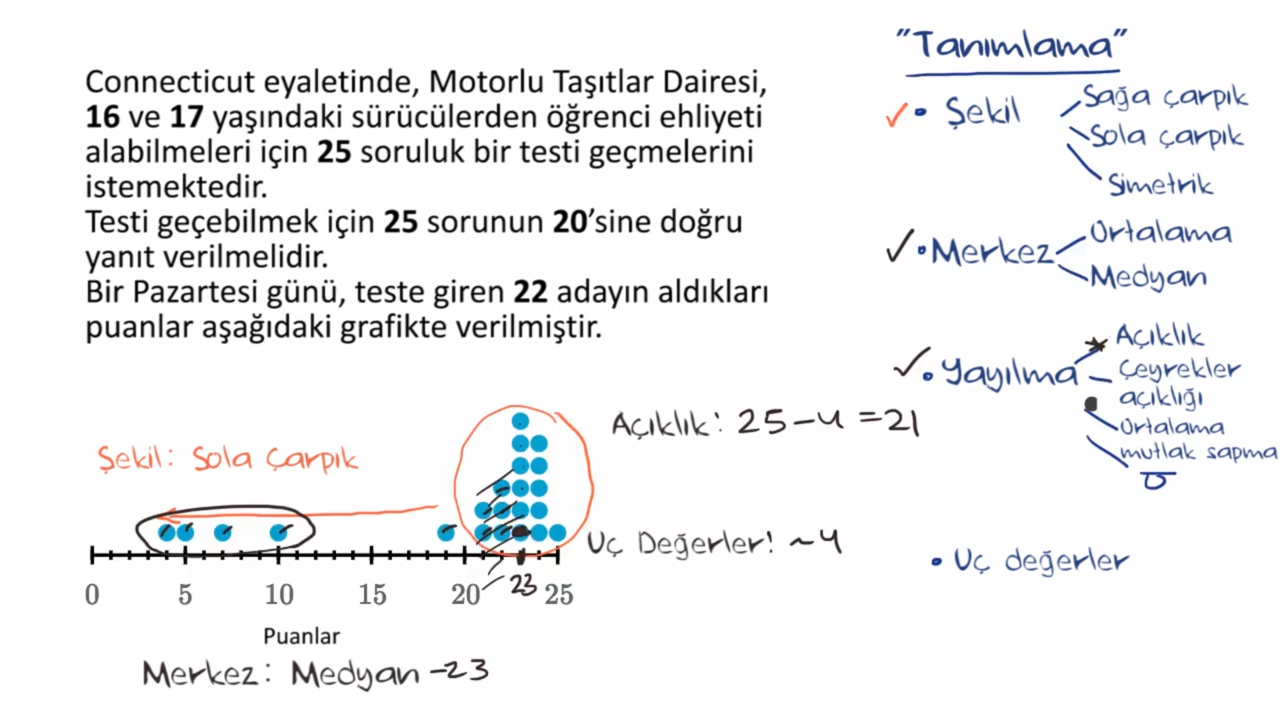 Connecticut eyaletinde, Motorlu Taşıtlar Dairesi,
16 ve 17 yaşındaki sürücülerden öğrenci ehliyeti
alabilmeleri için 25 soruluk bir testi geçmelerini
istemektedir.
Testi geçebilmek için 25 sorunun 20'sine doğru
yanıt verilmelidir.
Bir Pazartesi günü, teste giren 22 adayın aldıkları
puanlar aşağıdaki grafikte verilmiştir.
Şekil: Sola Çarpık
Açıklık: 25 - 4 = 21
Uç Değerler! ~4
23
0 5 10 15 20 25
Puanlar
Merkez: Medyan -23
"Tanımlama"
• Şekil
Sağa çarpık
Sola çarpık
Simetrik
• Merkez
Ortalama
Medyan
• Yayılma
Açıklık
Çeyrekler
açıklığı
Ortalama
mutlak sapma
σ
• Uç değerler